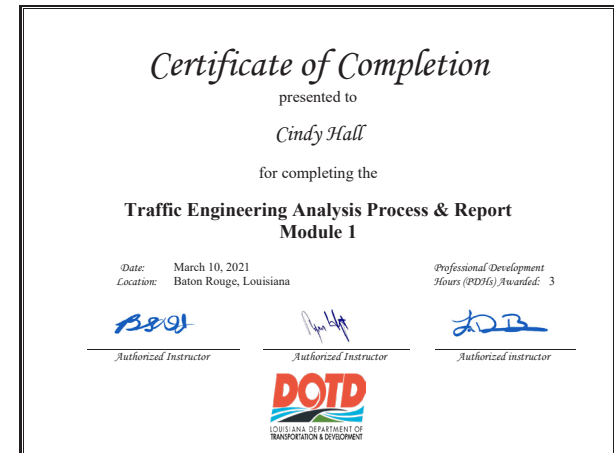 Certificate of Completion
presented to
Cindy Hall
for completing the
Traffic Engineering Analysis Process & Report
Module 1
Date: March 10, 2021
Location: Baton Rouge, Louisiana
Professional Development
Hours (PDHs) Awarded: 3
Authorized Instructor
Authorized Instructor
Authorized instructor
DOTD
LOUISIANA DEPARTMENT OF
TRANSPORTATION & DEVELOPMENT